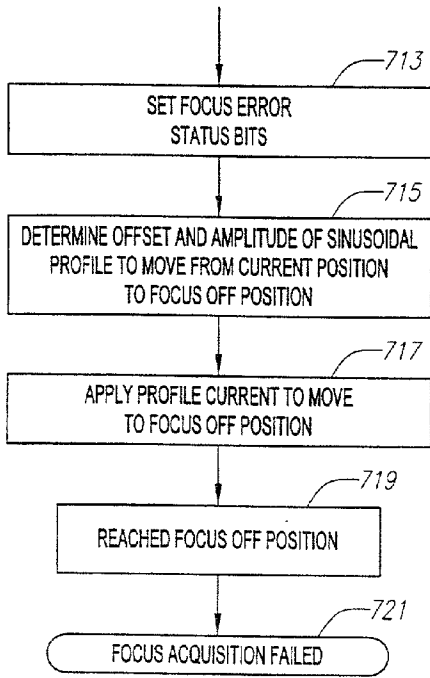 713
SET FOCUS ERROR
STATUS BITS
715
DETERMINE OFFSET AND AMPLITUDE OF SINUSOIDAL
PROFILE TO MOVE FROM CURRENT POSITION
TO FOCUS OFF POSITION
717
APPLY PROFILE CURRENT TO MOVE
TO FOCUS OFF POSITION
719
REACHED FOCUS OFF POSITION
721
FOCUS ACQUISITION FAILED